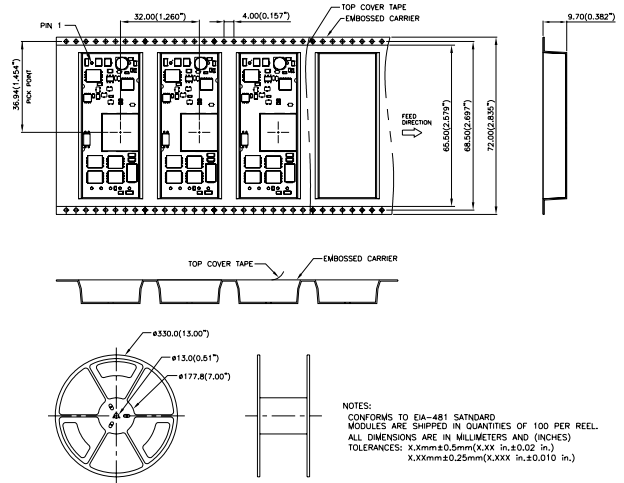 TOP COVER TAPE
EMBOSSED CARRIER
PIN 1
32.00(1.260")
4.00(0.157")
9.70(0.382")
36.94(1.454")
PICK POINT
FEED
DIRECTION
65.50(2.579")
68.50(2.697")
72.00(2.835")
TOP COVER TAPE
EMBOSSED CARRIER
ø330.0(13.00")
ø13.0(0.51")
ø177.8(7.00")
NOTES:
CONFORMS TO EIA-481 SATNDARD
MODULES ARE SHIPPED IN QUANTITIES OF 100 PER REEL.
ALL DIMENSIONS ARE IN MILLIMETERS AND (INCHES)
TOLERANCES: X.Xmm±0.5mm(X.XX in.±0.02 in.)
X.XXmm±0.25mm(X.XXX in.±0.010 in.)